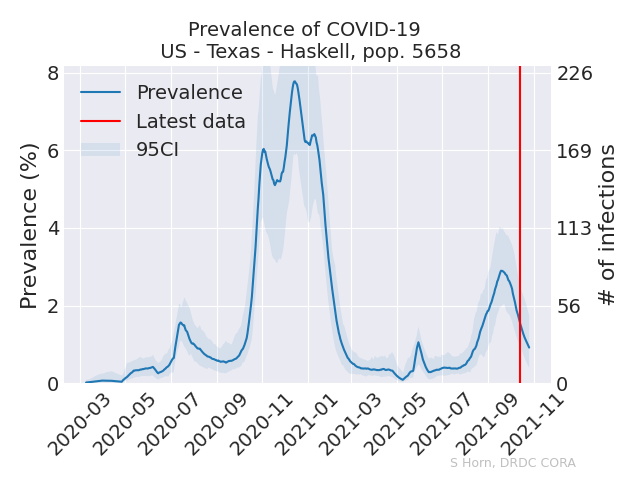 Prevalence of COVID-19
US - Texas - Haskell, pop. 5658
8
6
4
2
0
Prevalence (%)
226
169
113
56
0
# of infections
Prevalence
Latest data
95CI
2020-03
2020-05
2020-07
2020-09
2020-11
2021-01
2021-03
2021-05
2021-07
2021-09
2021-11
S Horn, DRDC CORA